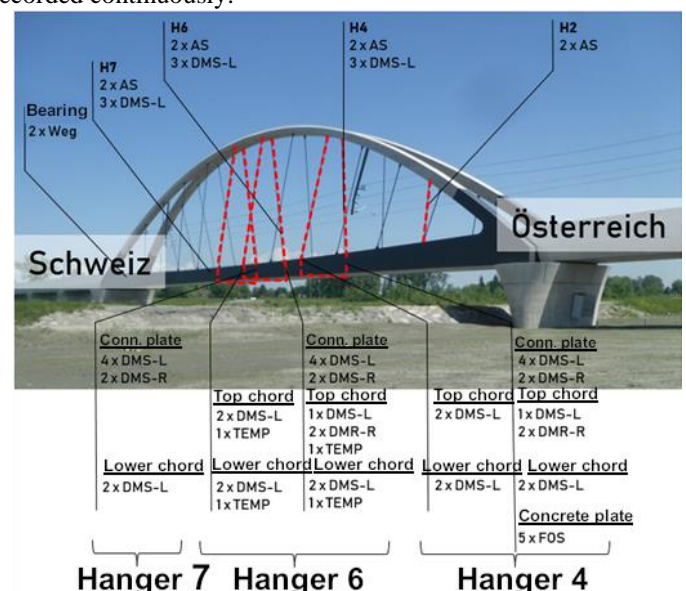 ecorded continuously.
H6
2 x AS
3 x DMS-L
H4
2 x AS
3 x DMS-L
H2
2 x AS
H7
2 x AS
3 x DMS-L
Bearing
2 x Weg
Schweiz
Österreich
Conn. plate
4 x DMS-L
2 x DMS-R
Conn. plate
4 x DMS-L
2 x DMS-R
Conn. plate
4 x DMS-L
2 x DMS-R
Top chord
2 x DMS-L
1 x TEMP
Top chord
1 x DMS-L
2 x DMR-R
1 x TEMP
Top chord
2 x DMS-L
Top chord
1 x DMS-L
2 x DMR-R
Lower chord
2 x DMS-L
Lower chord
2 x DMS-L
1 x TEMP
Lower chord
2 x DMS-L
1 x TEMP
Lower chord
2 x DMS-L
Lower chord
2 x DMS-L
Concrete plate
5 x FOS
Hanger 7
Hanger 6
Hanger 4